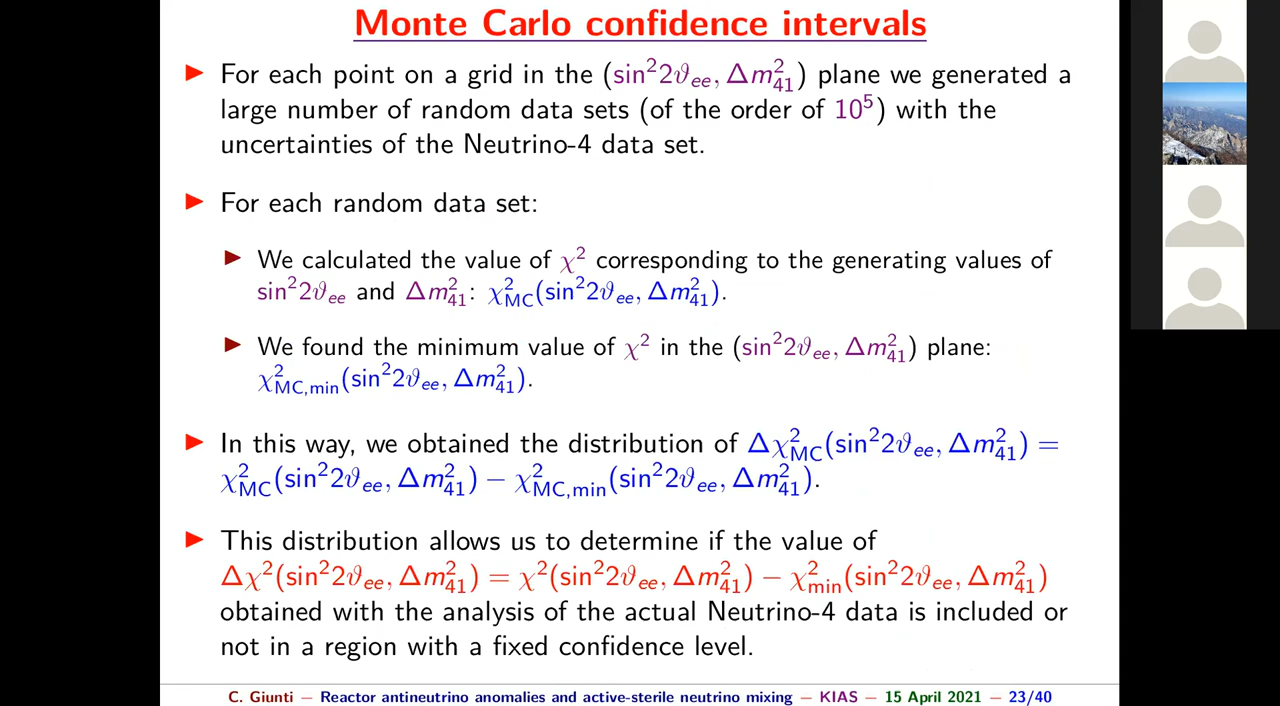 Monte Carlo confidence intervals
▶ For each point on a grid in the (sin²2ϑ_ee, Δm²_41) plane we generated a
large number of random data sets (of the order of 10⁵) with the
uncertainties of the Neutrino-4 data set.
▶ For each random data set:
▶ We calculated the value of χ² corresponding to the generating values of
sin²2ϑ_ee and Δm²_41: χ²_MC(sin²2ϑ_ee, Δm²_41).
▶ We found the minimum value of χ² in the (sin²2ϑ_ee, Δm²_41) plane:
χ²_MC,min(sin²2ϑ_ee, Δm²_41).
▶ In this way, we obtained the distribution of Δχ²_MC(sin²2ϑ_ee, Δm²_41) =
χ²_MC(sin²2ϑ_ee, Δm²_41) − χ²_MC,min(sin²2ϑ_ee, Δm²_41).
▶ This distribution allows us to determine if the value of
Δχ²(sin²2ϑ_ee, Δm²_41) = χ²(sin²2ϑ_ee, Δm²_41) − χ²_min(sin²2ϑ_ee, Δm²_41)
obtained with the analysis of the actual Neutrino-4 data is included or
not in a region with a fixed confidence level.
C. Giunti − Reactor antineutrino anomalies and active-sterile neutrino mixing − KIAS − 15 April 2021 − 23/40